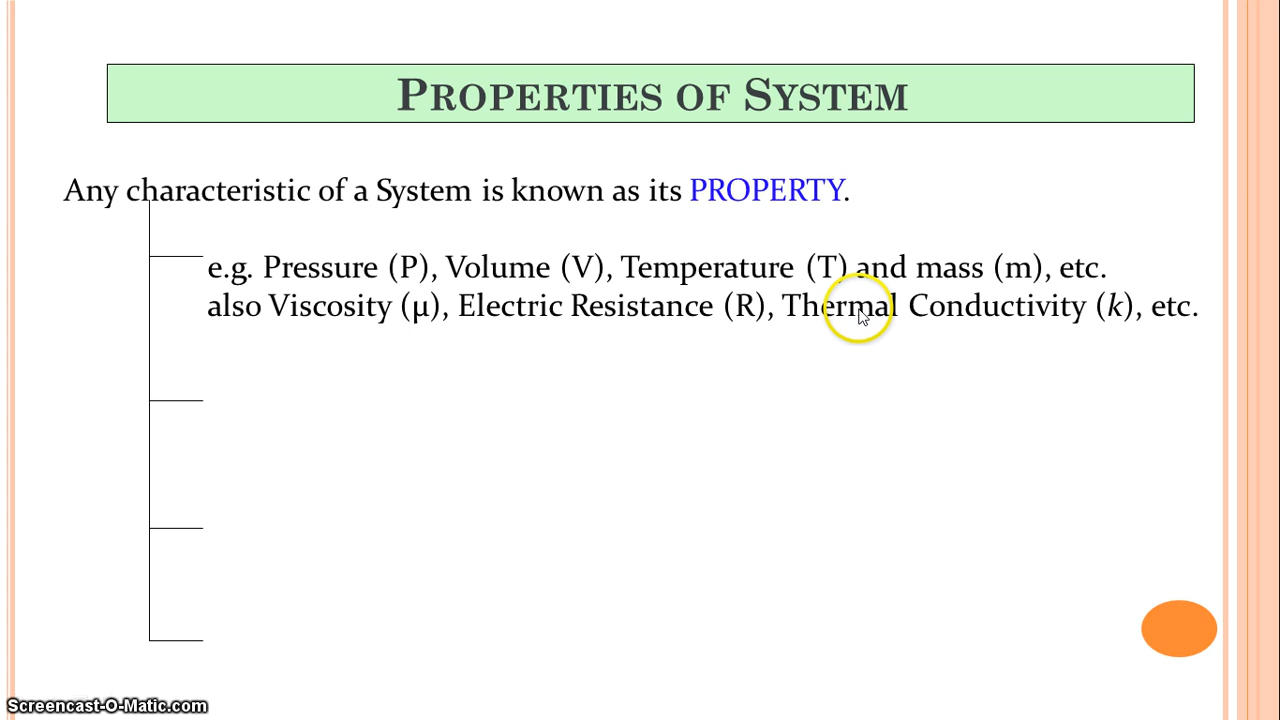 PROPERTIES OF SYSTEM
Any characteristic of a System is known as its PROPERTY.
e.g. Pressure (P), Volume (V), Temperature (T) and mass (m), etc.
also Viscosity (μ), Electric Resistance (R), Thermal Conductivity (k), etc.
Screencast-O-Matic.com